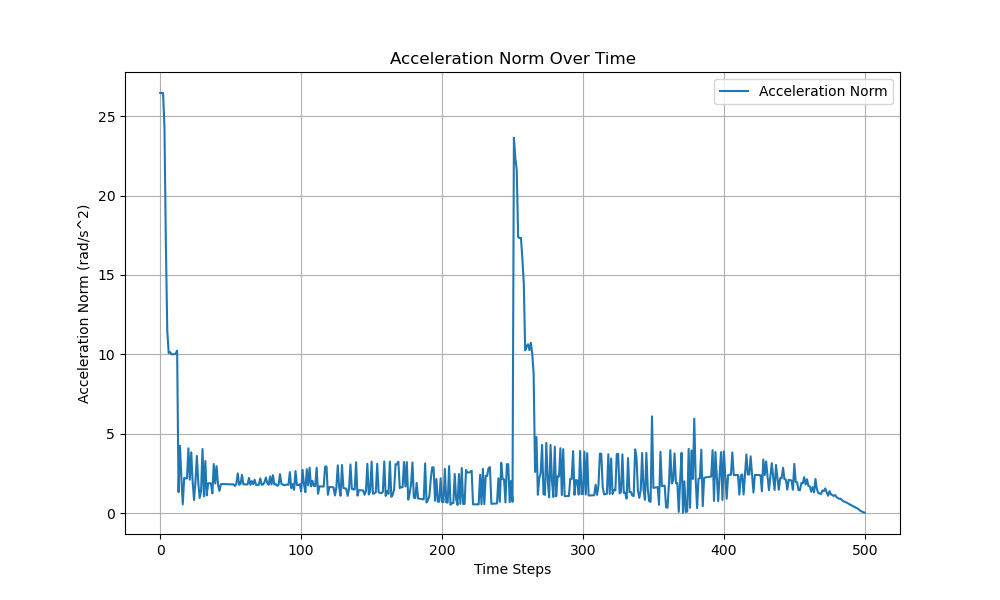 Acceleration Norm Over Time
Acceleration Norm
Acceleration Norm (rad/s^2)
25
20
15
10
5
0
0 100 200 300 400 500
Time Steps